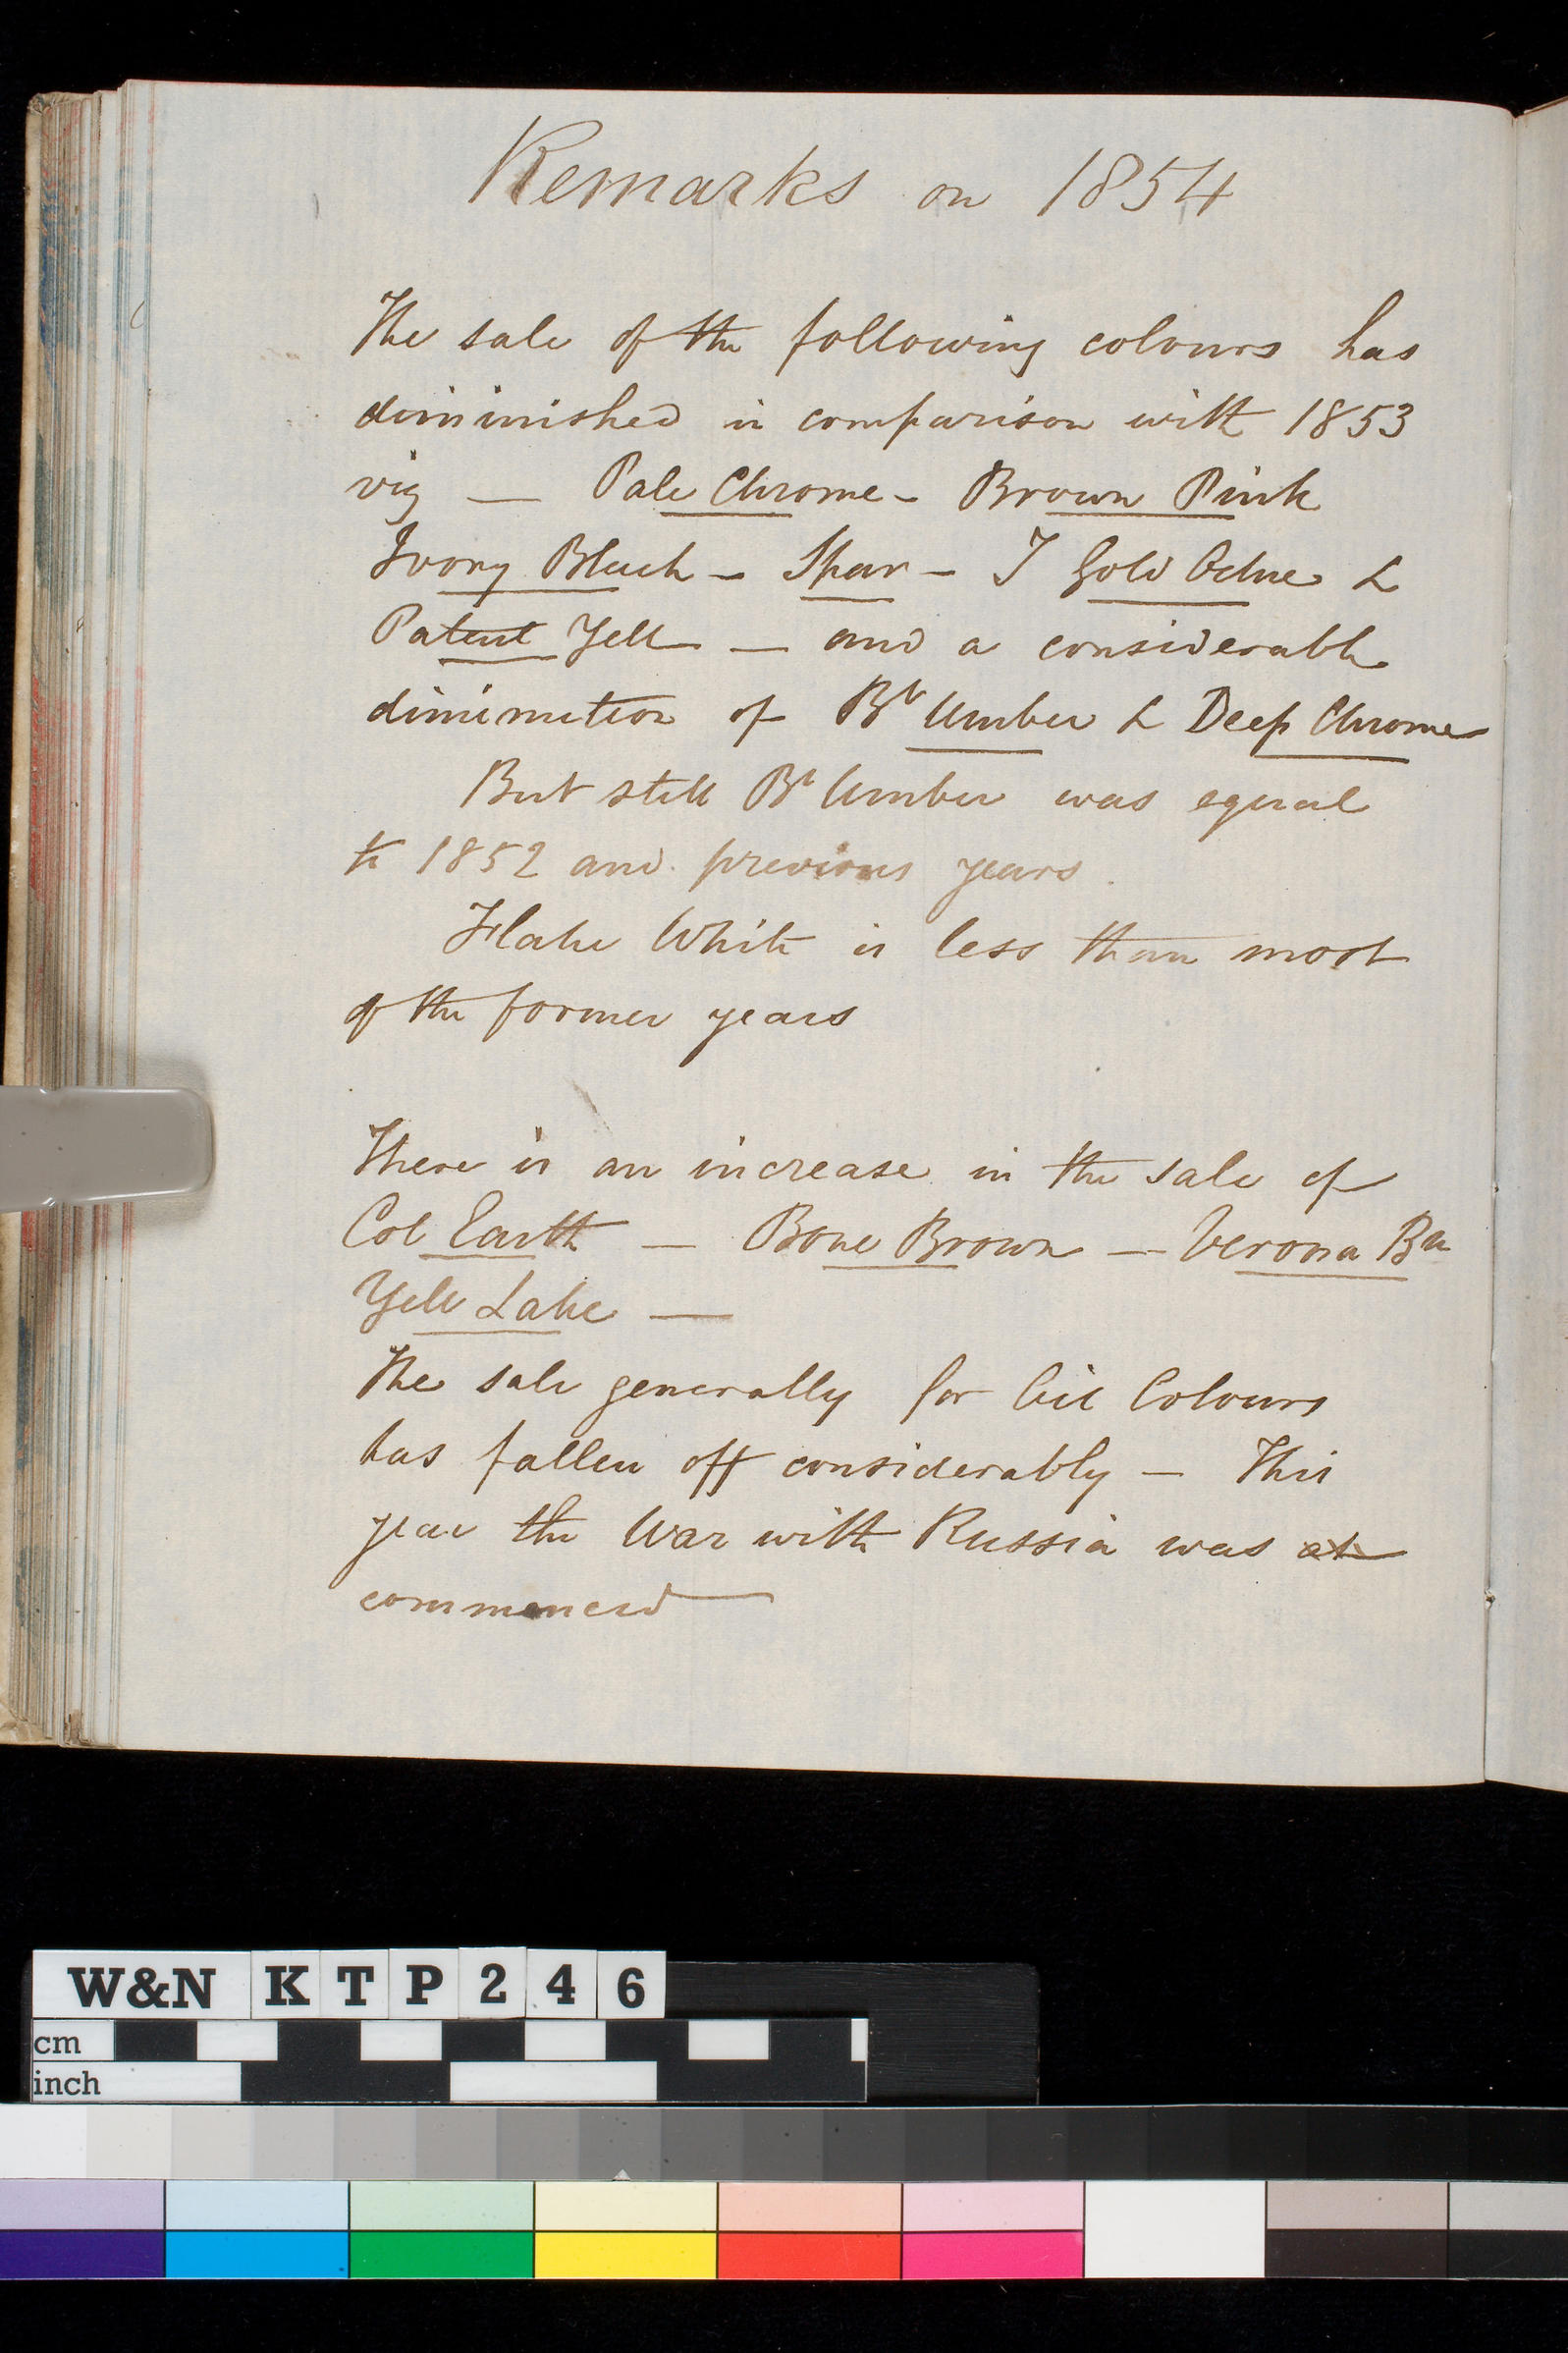 Remarks on 1854
The sale of the following colours has
diminished in comparison with 1853
viz — Pale Chrome - Brown Pink
Ivory Black - Spar - T Gold Ochre &
Patent Yell — and a considerable
diminution of Bt Umber & Deep Chrome
But still Bt Umber was equal
to 1852 and previous years.
Flake White is less than most
of the former years
There is an increase in the sale of
Col Earth — Bone Brown — Verona Bn
Yell Lake —
The sale generally for Oil Colours
has fallen off considerably — This
year the War with Russia was
commenced
W&N KTP246
cm
inch